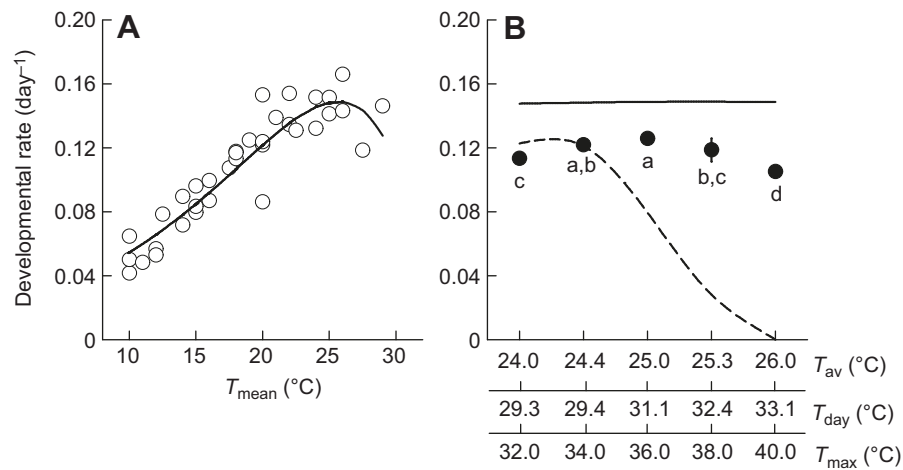 A
B
Developmental rate (day⁻¹)
0.20
0.16
0.12
0.08
0.04
0
10 15 20 25 30
T_mean (°C)
0.20
0.16
0.12
0.08
0.04
0
c a,b a b,c d
24.0 24.4 25.0 25.3 26.0 T_av (°C)
29.3 29.4 31.1 32.4 33.1 T_day (°C)
32.0 34.0 36.0 38.0 40.0 T_max (°C)